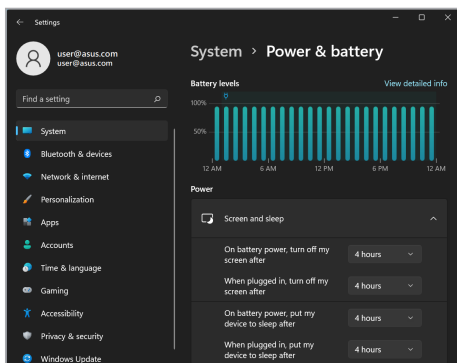 Settings
user@asus.com
user@asus.com
Find a setting
System
Bluetooth & devices
Network & internet
Personalization
Apps
Accounts
Time & language
Gaming
Accessibility
Privacy & security
Windows Update
System > Power & battery
Battery levels
View detailed info
100%
50%
12 AM 6 AM 12 PM 6 PM 12 AM
Power
Screen and sleep
On battery power, turn off my
screen after
4 hours
When plugged in, turn off my
screen after
4 hours
On battery power, put my
device to sleep after
4 hours
When plugged in, put my
device to sleep after
4 hours